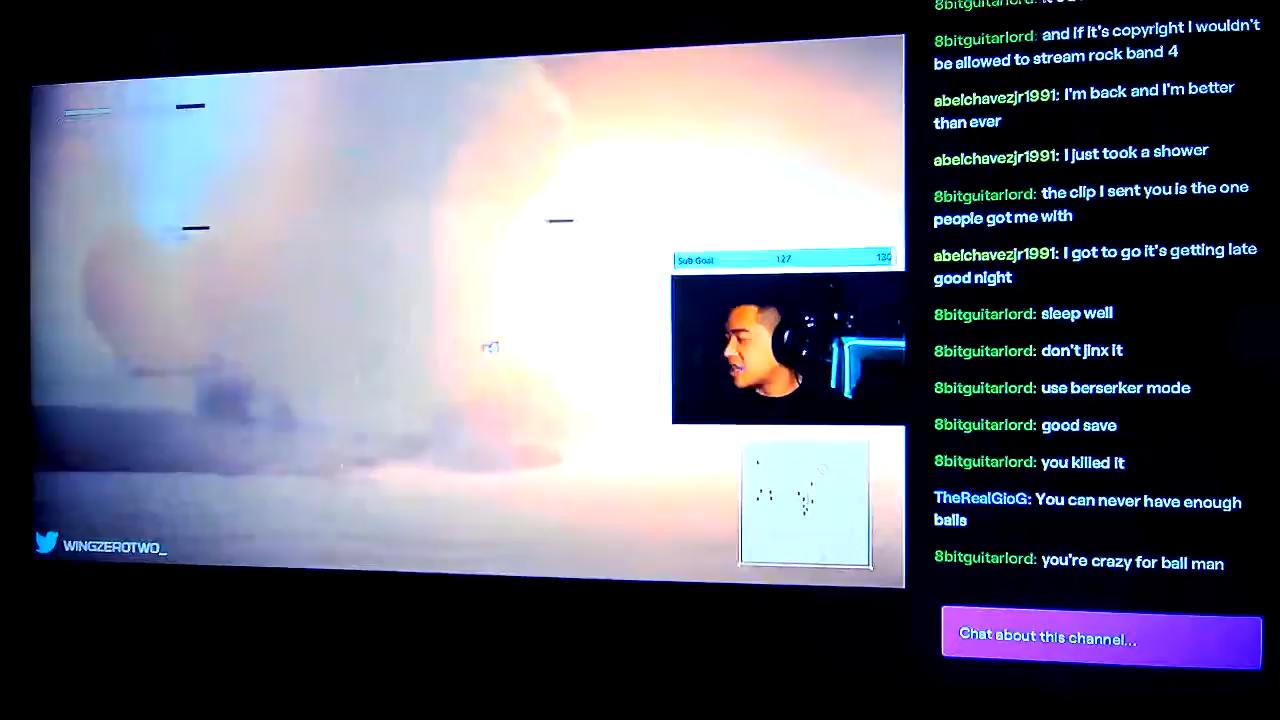 8bitguitarlord:
8bitguitarlord: and if it's copyright I wouldn't
be allowed to stream rock band 4
abelchavezjr1991: I'm back and I'm better
than ever
abelchavezjr1991: I just took a shower
8bitguitarlord: the clip I sent you is the one
people got me with
abelchavezjr1991: I got to go it's getting late
good night
8bitguitarlord: sleep well
8bitguitarlord: don't jinx it
8bitguitarlord: use berserker mode
8bitguitarlord: good save
8bitguitarlord: you killed it
TheRealGioG: You can never have enough
balls
8bitguitarlord: you're crazy for ball man
Chat about this channel...
Sub Goal 127 130
WINGZEROTWO_